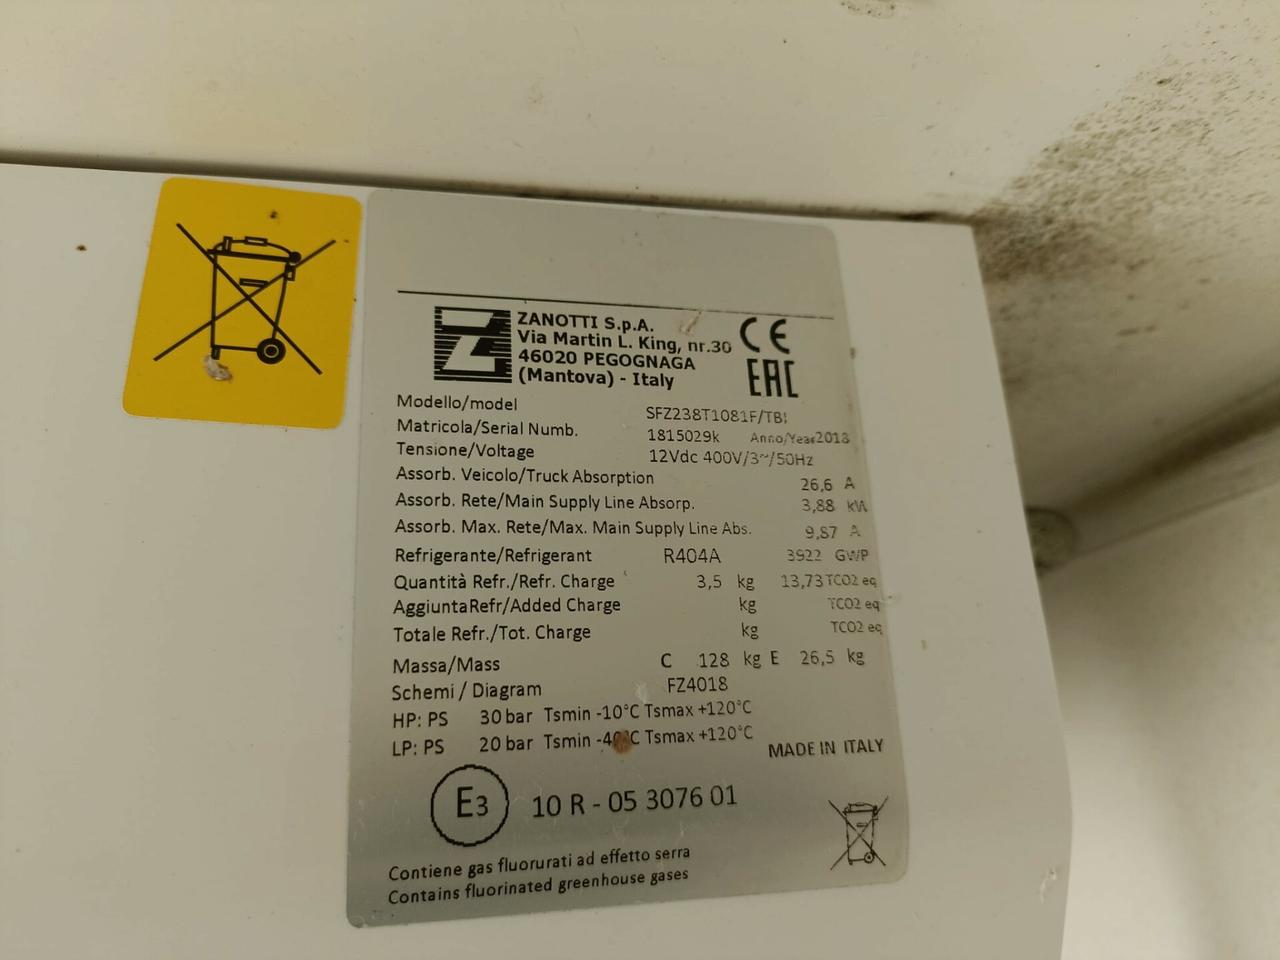 ZANOTTI S.p.A.
Via Martin L. King, nr.30
46020 PEGOGNAGA
(Mantova) - Italy
CE
EAC
Modello/model SFZ238T1081F/TBI
Matricola/Serial Numb. 1815029k Anno/Year2018
Tensione/Voltage 12Vdc 400V/3~/50Hz
Assorb. Veicolo/Truck Absorption 26,6 A
Assorb. Rete/Main Supply Line Absorp. 3,88 kW
Assorb. Max. Rete/Max. Main Supply Line Abs. 9,87 A
Refrigerante/Refrigerant R404A 3922 GWP
Quantità Refr./Refr. Charge 3,5 kg 13,73 TCO2 eq
AggiuntaRefr/Added Charge kg TCO2 eq
Totale Refr./Tot. Charge kg TCO2 eq
Massa/Mass C 128 kg E 26,5 kg
Schemi / Diagram FZ4018
HP: PS 30 bar Tsmin -10°C Tsmax +120°C
LP: PS 20 bar Tsmin -40°C Tsmax +120°C
MADE IN ITALY
E3 10 R - 05 3076 01
Contiene gas fluorurati ad effetto serra
Contains fluorinated greenhouse gases